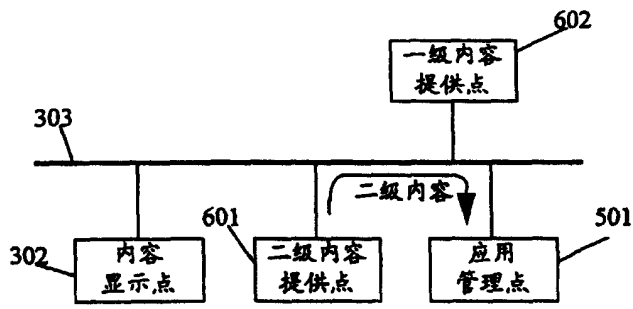 602
一级内容
提供点
303
二级内容
601
501
302
内容
显示点
二级内容
提供点
应用
管理点